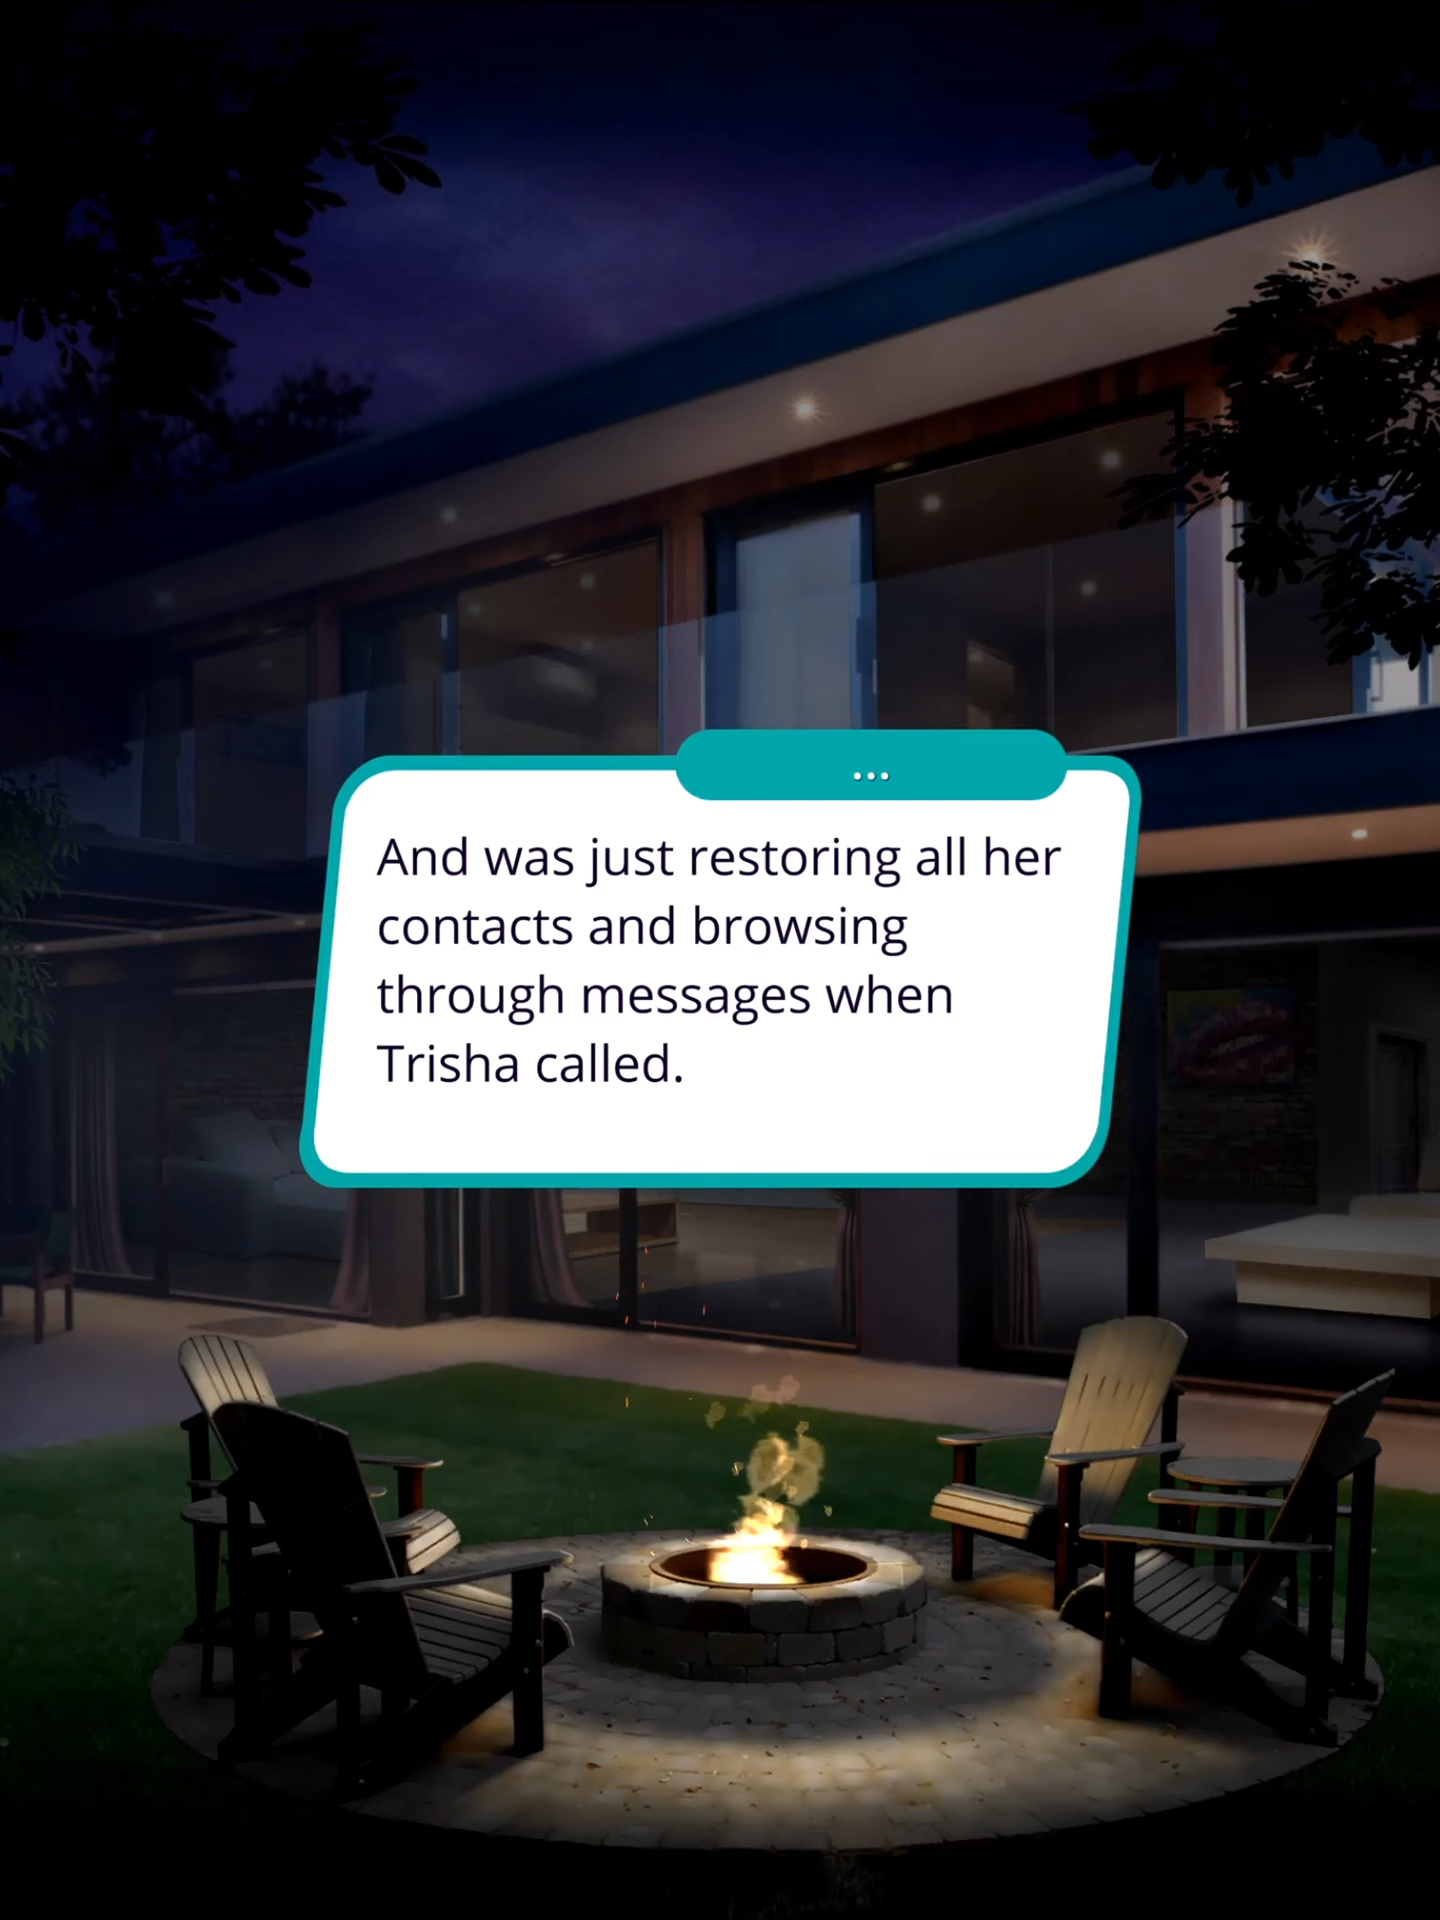 ...
And was just restoring all her
contacts and browsing
through messages when
Trisha called.